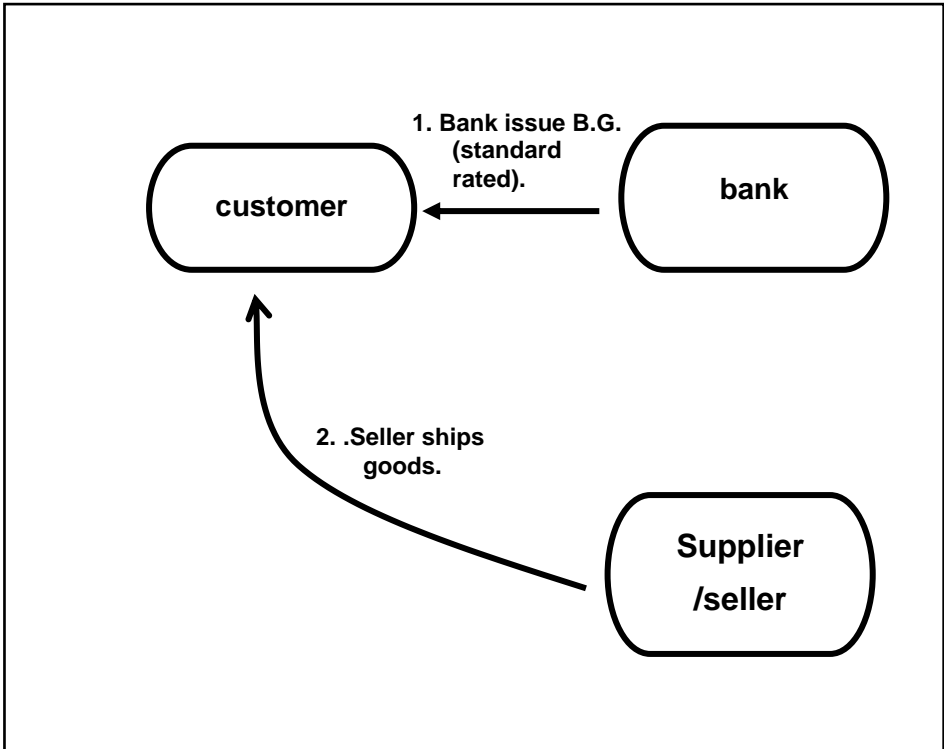 1. Bank issue B.G.
(standard
rated).
customer
bank
2. .Seller ships
goods.
Supplier
/seller